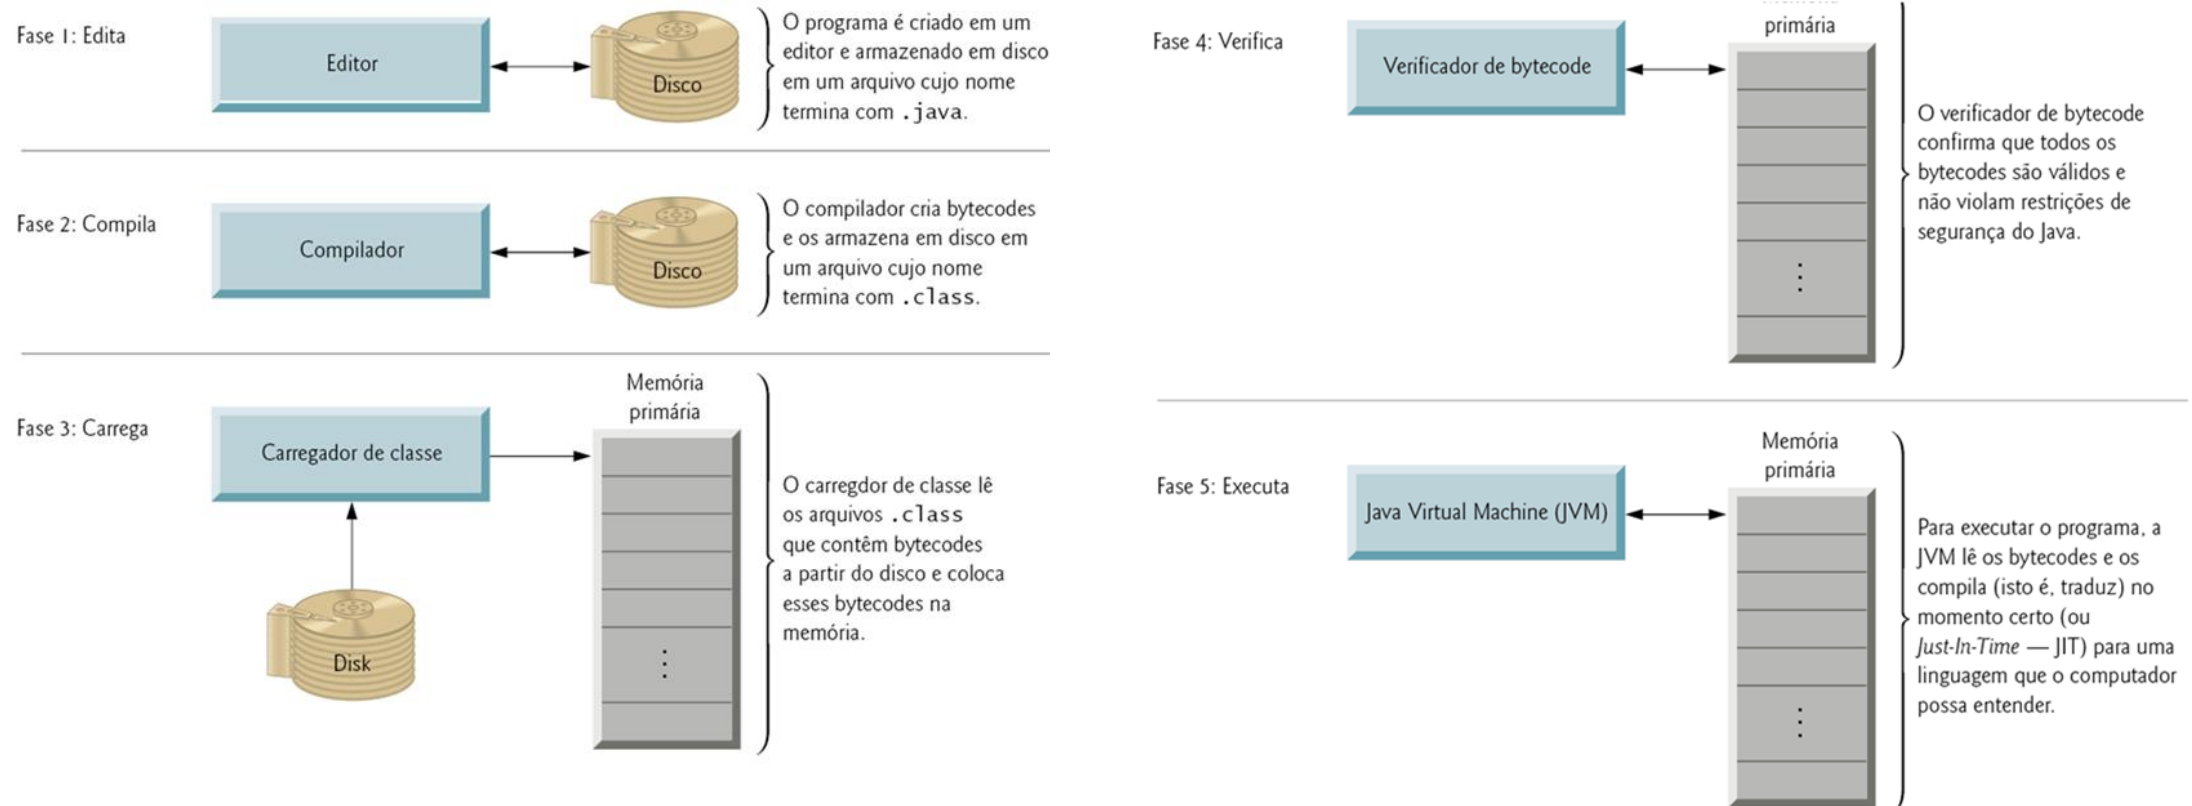 Fase 1: Edita
Editor
Disco
O programa é criado em um
editor e armazenado em disco
em um arquivo cujo nome
termina com .java.
Fase 2: Compila
Compilador
Disco
O compilador cria bytecodes
e os armazena em disco em
um arquivo cujo nome
termina com .class.
Fase 3: Carrega
Carregador de classe
Disk
Memória
primária
O carregdor de classe lê
os arquivos .class
que contêm bytecodes
a partir do disco e coloca
esses bytecodes na
memória.
Fase 4: Verifica
Verificador de bytecode
primária
O verificador de bytecode
confirma que todos os
bytecodes são válidos e
não violam restrições de
segurança do Java.
Fase 5: Executa
Java Virtual Machine (JVM)
Memória
primária
Para executar o programa, a
JVM lê os bytecodes e os
compila (isto é, traduz) no
momento certo (ou
Just-In-Time — JIT) para uma
linguagem que o computador
possa entender.